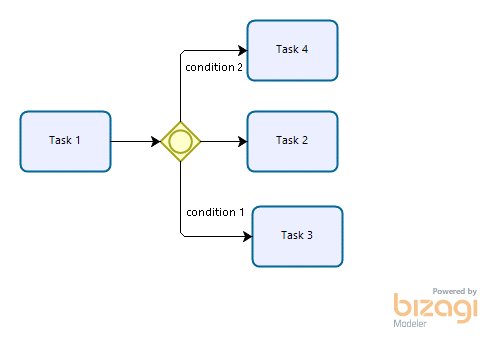 Task 4
condition 2
Task 1
Task 2
condition 1
Task 3
Powered by
bizagi
Modeler